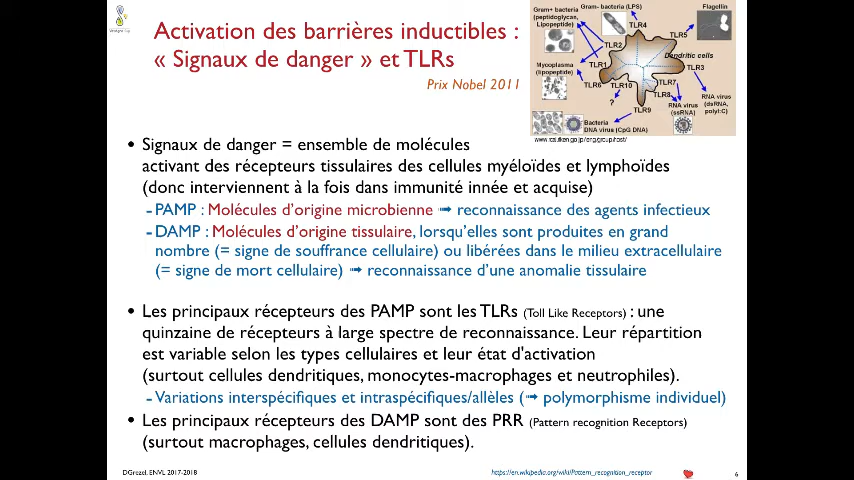 Activation des barrières inductibles :
« Signaux de danger » et TLRs
Prix Nobel 2011
Gram+ bacteria
(peptidoglycan,
Lipopeptide)
Gram- bacteria (LPS)
Flagellin
TLR4
TLR5
TLR2
Dendritic cells
TLR1
TLR3
Mycoplasma
(lipopeptide)
TLR6
TLR10
TLR7
TLR8
?
TLR9
RNA virus
(ssRNA)
RNA virus
(dsRNA,
polyI:C)
Bacteria
DNA virus (CpG DNA)
• Signaux de danger = ensemble de molécules
activant des récepteurs tissulaires des cellules myéloïdes et lymphoïdes
(donc interviennent à la fois dans immunité innée et acquise)
- PAMP : Molécules d'origine microbienne ➟ reconnaissance des agents infectieux
- DAMP : Molécules d'origine tissulaire, lorsqu'elles sont produites en grand
nombre (= signe de souffrance cellulaire) ou libérées dans le milieu extracellulaire
(= signe de mort cellulaire) ➟ reconnaissance d'une anomalie tissulaire
• Les principaux récepteurs des PAMP sont les TLRs (Toll Like Receptors) : une
quinzaine de récepteurs à large spectre de reconnaissance. Leur répartition
est variable selon les types cellulaires et leur état d'activation
(surtout cellules dendritiques, monocytes-macrophages et neutrophiles).
- Variations interspécifiques et intraspécifiques/allèles (➟ polymorphisme individuel)
• Les principaux récepteurs des DAMP sont des PRR (Pattern recognition Receptors)
(surtout macrophages, cellules dendritiques).
DGrezel, ENVL 2017-2018
https://en.wikipedia.org/wiki/Pattern_recognition_receptor
6